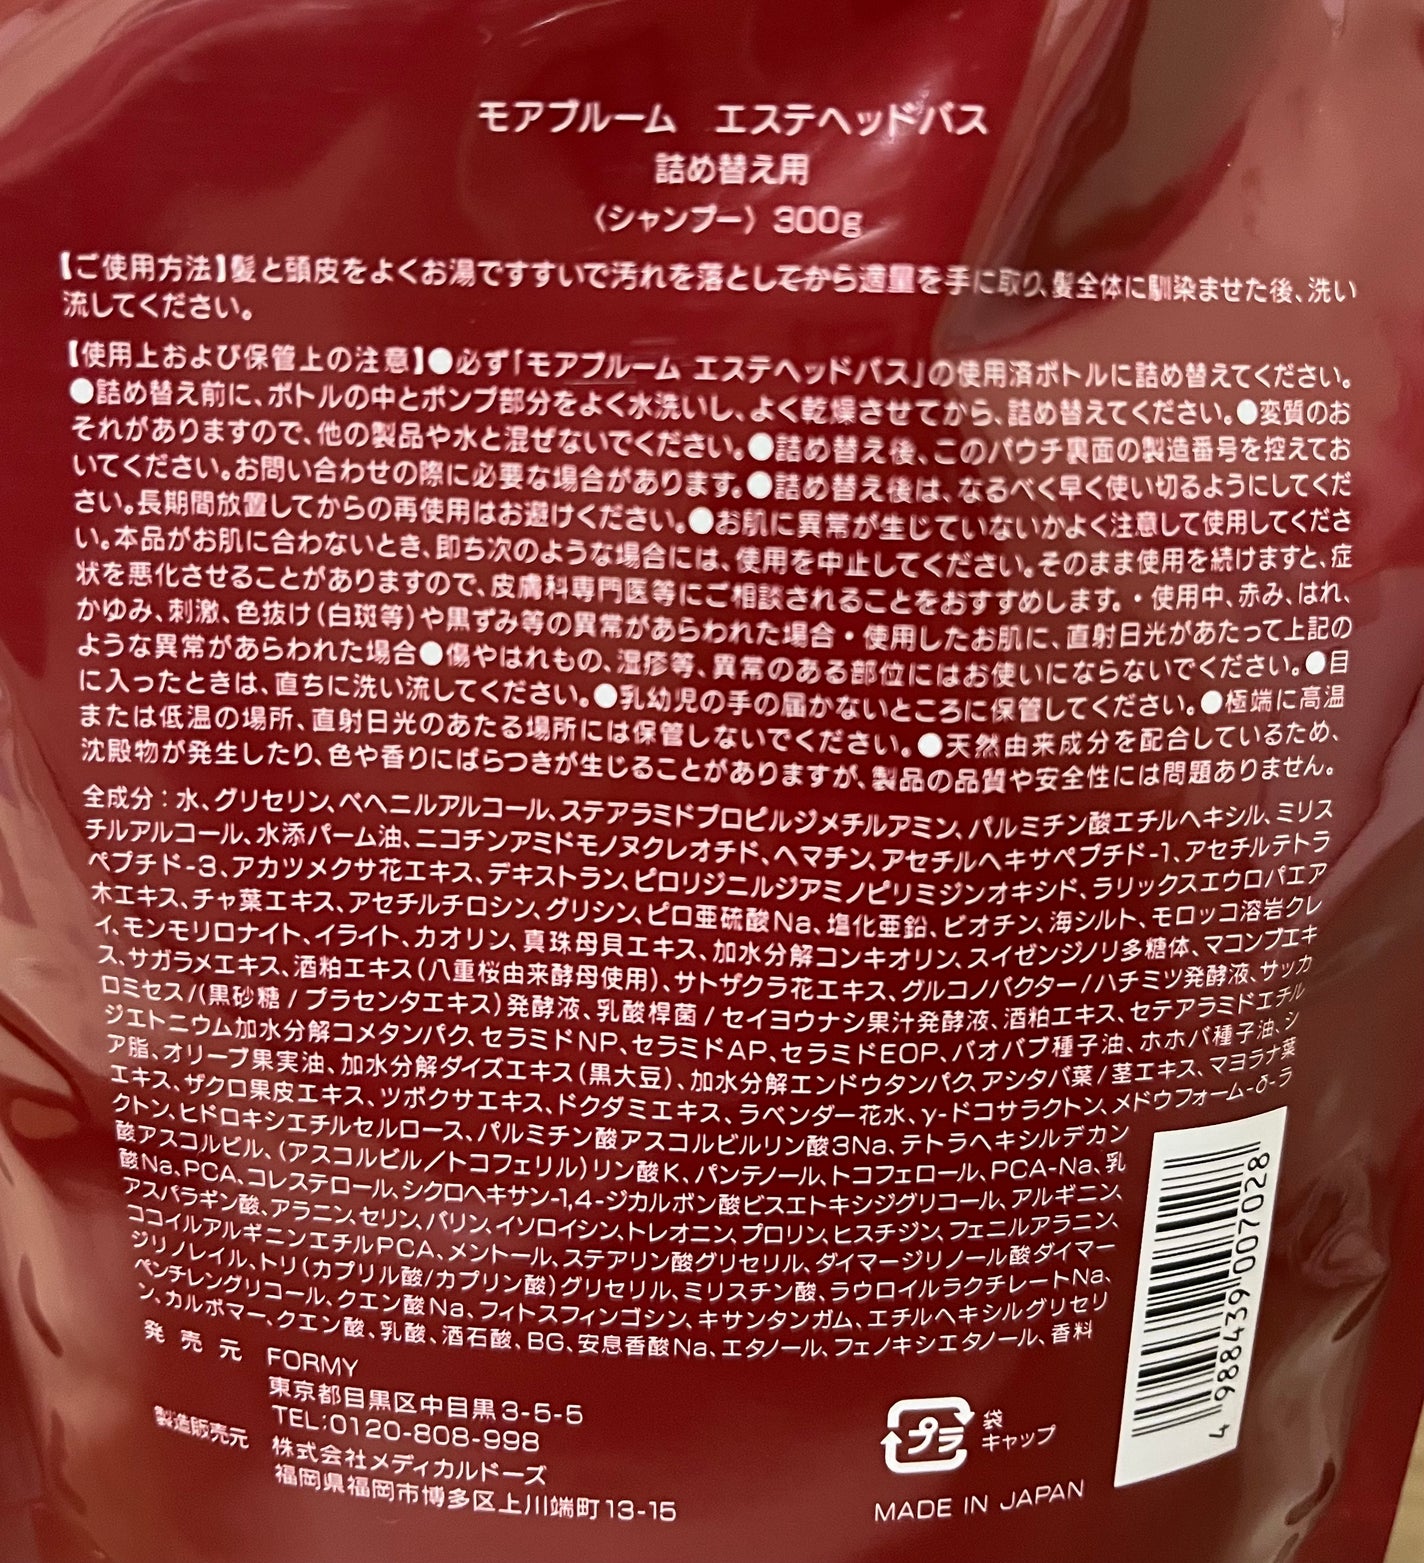 モアブルーム　エステヘッドバス
詰め替え用
〈シャンプー〉300g
【ご使用方法】髪と頭皮をよくお湯ですすいで汚れを落としてから適量を手に取り、髪全体に馴染ませた後、洗い
流してください。
【使用上および保管上の注意】●必ず「モアブルーム エステヘッドバス」の使用済ボトルに詰め替えてください。
●詰め替え前に、ボトルの中とポンプ部分をよく水洗いし、よく乾燥させてから、詰め替えてください。●変質のお
それがありますので、他の製品や水と混ぜないでください。●詰め替え後、このパウチ裏面の製造番号を控えてお
いてください。お問い合わせの際に必要な場合があります。●詰め替え後は、なるべく早く使い切るようにしてくだ
さい。長期間放置してからの再使用はお避けください。●お肌に異常が生じていないかよく注意して使用してくださ
い。本品がお肌に合わないとき、即ち次のような場合には、使用を中止してください。そのまま使用を続けますと、症
状を悪化させることがありますので、皮膚科専門医等にご相談されることをおすすめします。・使用中、赤み、はれ、
かゆみ、刺激、色抜け（白斑等）や黒ずみ等の異常があらわれた場合・使用したお肌に、直射日光があたって上記の
ような異常があらわれた場合●傷やはれもの、湿疹等、異常のある部位にはお使いにならないでください。●目
に入ったときは、直ちに洗い流してください。●乳幼児の手の届かないところに保管してください。●極端に高温
または低温の場所、直射日光のあたる場所には保管しないでください。●天然由来成分を配合しているため、
沈殿物が発生したり、色や香りにばらつきが生じることがありますが、製品の品質や安全性には問題ありません。
全成分：水、グリセリン、ベヘニルアルコール、ステアラミドプロピルジメチルアミン、パルミチン酸エチルヘキシル、ミリス
チルアルコール、水添パーム油、ニコチンアミドモノヌクレオチド、ヘマチン、アセチルヘキサペプチド-1、アセチルテトラ
ペプチド-3、アカツメクサ花エキス、デキストラン、ピロリジニルジアミノピリミジンオキシド、ラリックスエウロパエア
木エキス、チャ葉エキス、アセチルチロシン、グリシン、ピロ亜硫酸Na、塩化亜鉛、ビオチン、海シルト、モロッコ溶岩クレ
イ、モンモリロナイト、イライト、カオリン、真珠母貝エキス、加水分解コンキオリン、スイゼンジノリ多糖体、マコンブエキ
ス、サガラメエキス、酒粕エキス（八重桜由来酵母使用）、サトザクラ花エキス、グルコノバクター/ハチミツ発酵液、サッカ
ロミセス/(黒砂糖/プラセンタエキス)発酵液、乳酸桿菌/セイヨウナシ果汁発酵液、酒粕エキス、セテアラミドエチル
ジエトニウム加水分解コメタンパク、セラミドNP、セラミドAP、セラミドEOP、バオバブ種子油、ホホバ種子油、シ
ア脂、オリーブ果実油、加水分解ダイズエキス（黒大豆）、加水分解エンドウタンパク、アシタバ葉/茎エキス、マヨラナ葉
エキス、ザクロ果皮エキス、ツボクサエキス、ドクダミエキス、ラベンダー花水、γ-ドコサラクトン、メドウフォーム-δ-ラ
クトン、ヒドロキシエチルセルロース、パルミチン酸アスコルビルリン酸3Na、テトラヘキシルデカン
酸アスコルビル、（アスコルビル／トコフェリル）リン酸K、パンテノール、トコフェロール、PCA-Na、乳
酸Na、PCA、コレステロール、シクロヘキサン-1,4-ジカルボン酸ビスエトキシジグリコール、アルギニン、
アスパラギン酸、アラニン、セリン、バリン、イソロイシン、トレオニン、プロリン、ヒスチジン、フェニルアラニン、
ココイルアルギニンエチルPCA、メントール、ステアリン酸グリセリル、ダイマージリノール酸ダイマー
ジリノレイル、トリ（カプリル酸/カプリン酸）グリセリル、ミリスチン酸、ラウロイルラクチレートNa、
ペンチレングリコール、クエン酸Na、フィトスフィンゴシン、キサンタンガム、エチルヘキシルグリセリ
ン、カルボマー、クエン酸、乳酸、酒石酸、BG、安息香酸Na、エタノール、フェノキシエタノール、香料
発売元 FORMY
東京都目黒区中目黒3-5-5
TEL:0120-808-998
製造販売元 株式会社メディカルドーズ
福岡県福岡市博多区上川端町13-15
プラ 袋
キャップ
MADE IN JAPAN
4 988439 007028